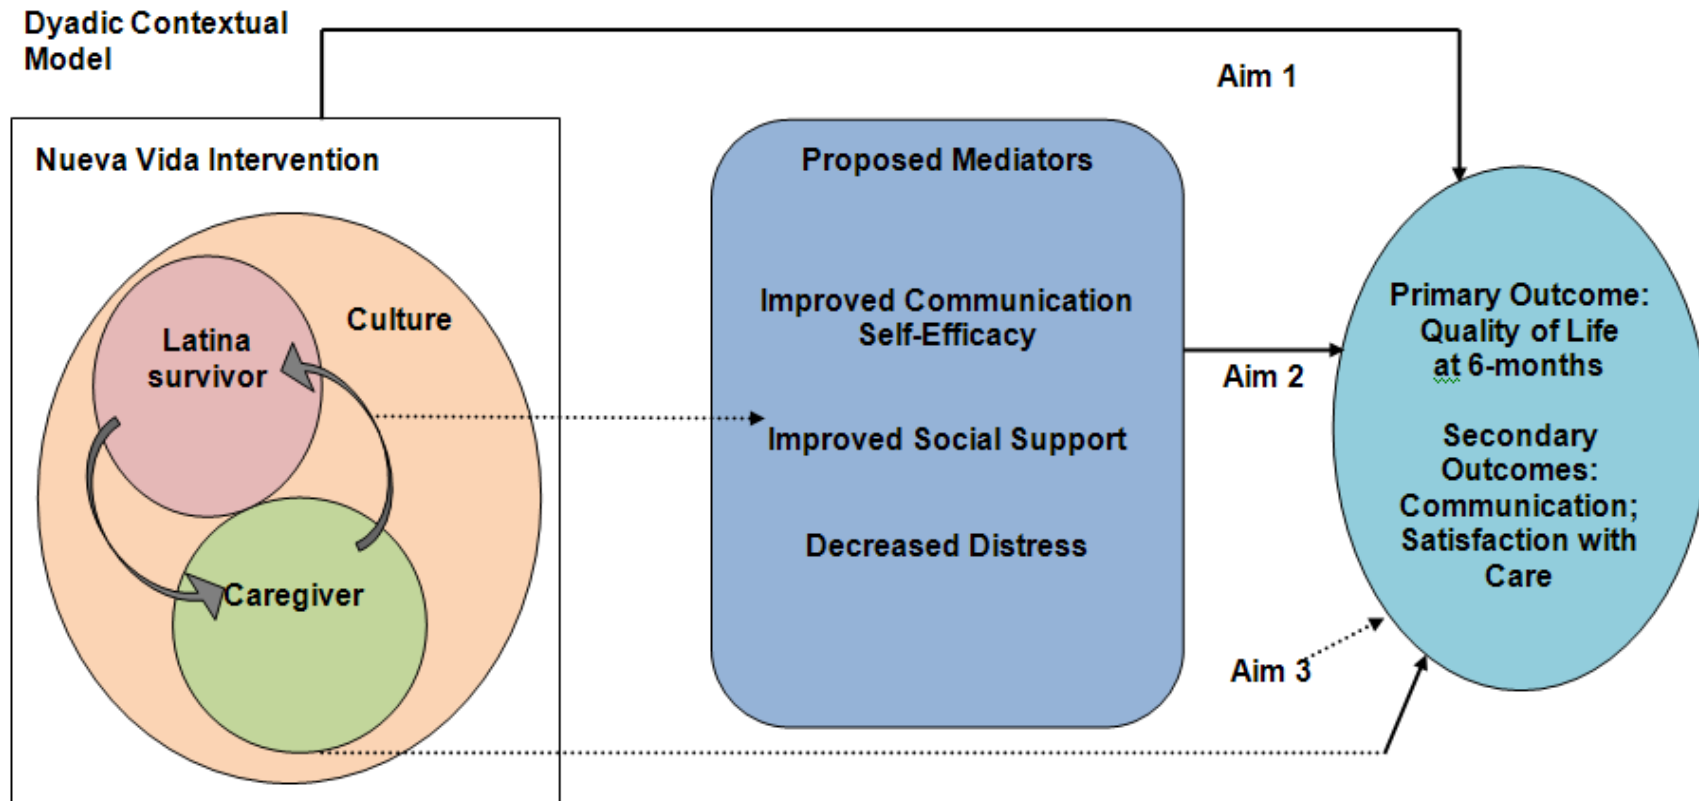 Dyadic Contextual
Model
Aim 1
Nueva Vida Intervention
Culture
Latina
survivor
Caregiver
Proposed Mediators
Improved Communication
Self-Efficacy
Improved Social Support
Decreased Distress
Aim 2
Aim 3
Primary Outcome:
Quality of Life
at 6-months
Secondary
Outcomes:
Communication;
Satisfaction with
Care